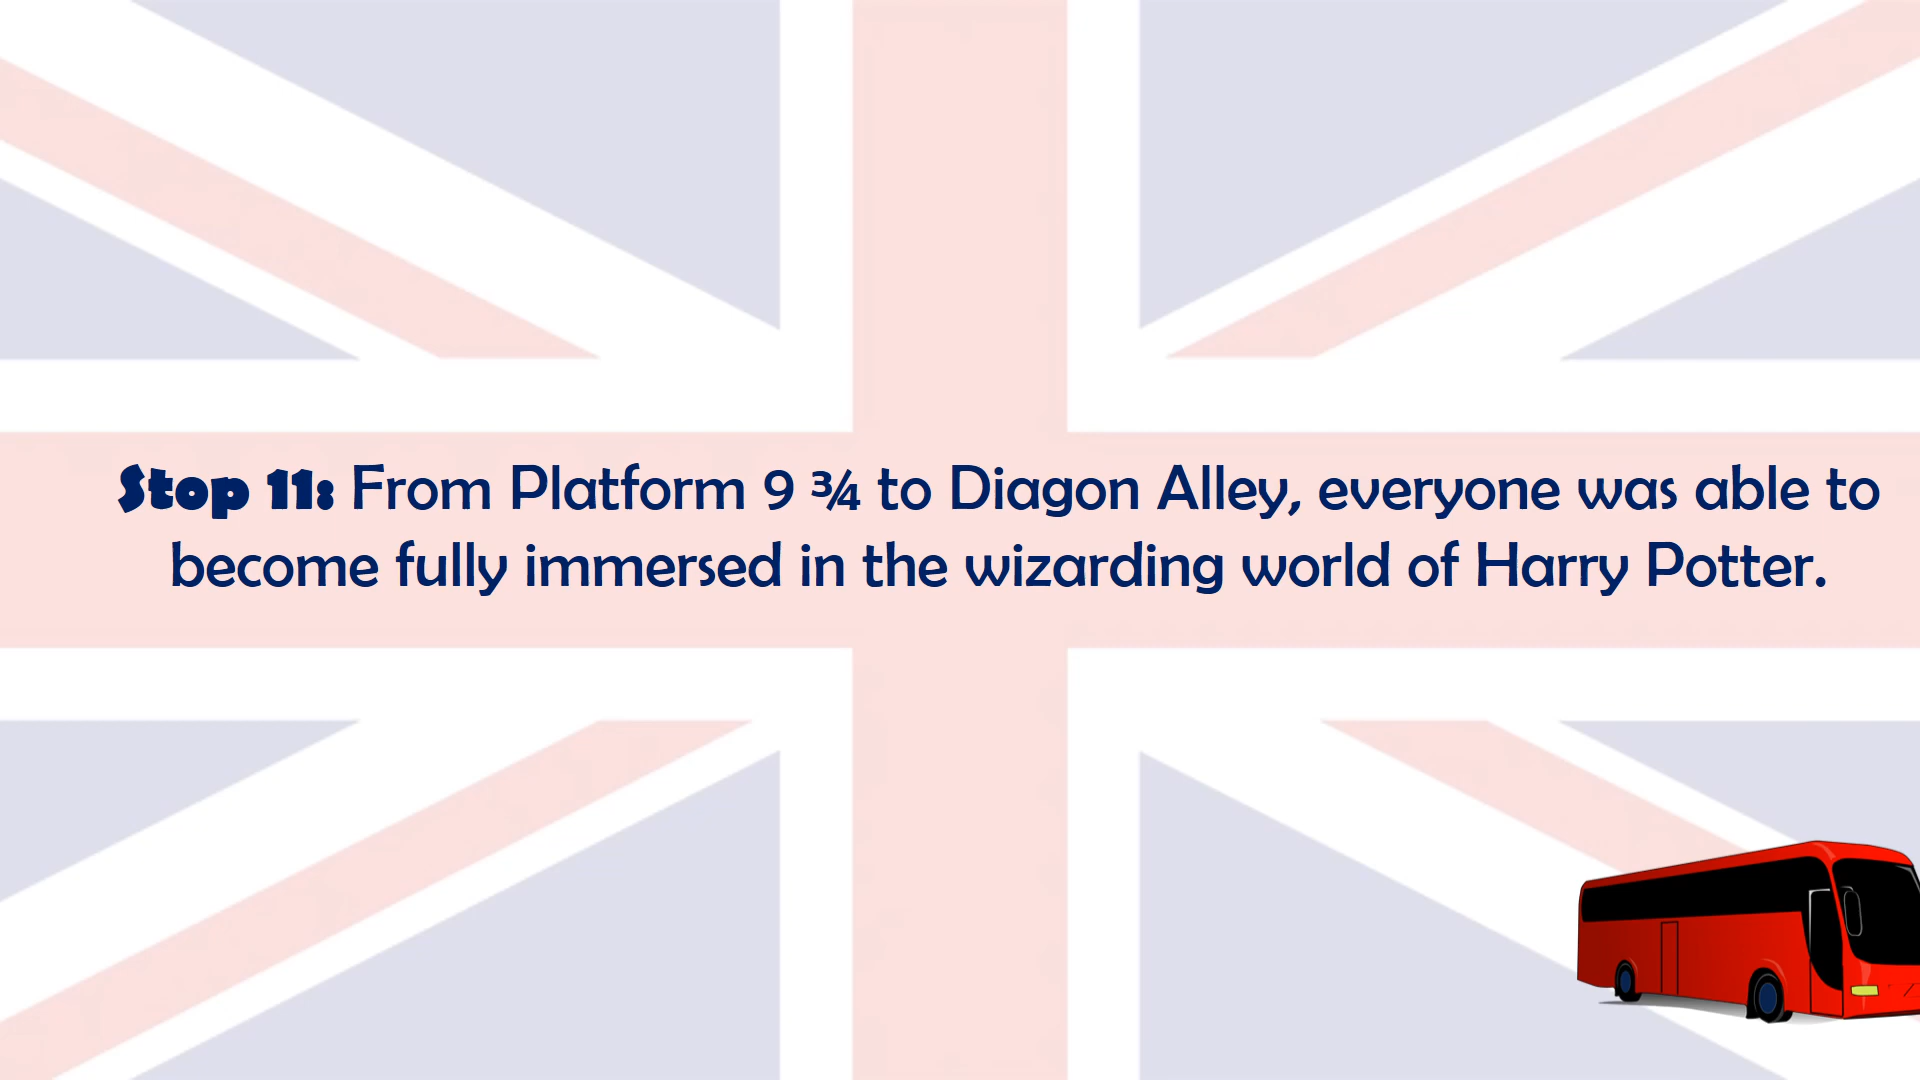 Stop 11: From Platform 9 ¾ to Diagon Alley, everyone was able to
become fully immersed in the wizarding world of Harry Potter.